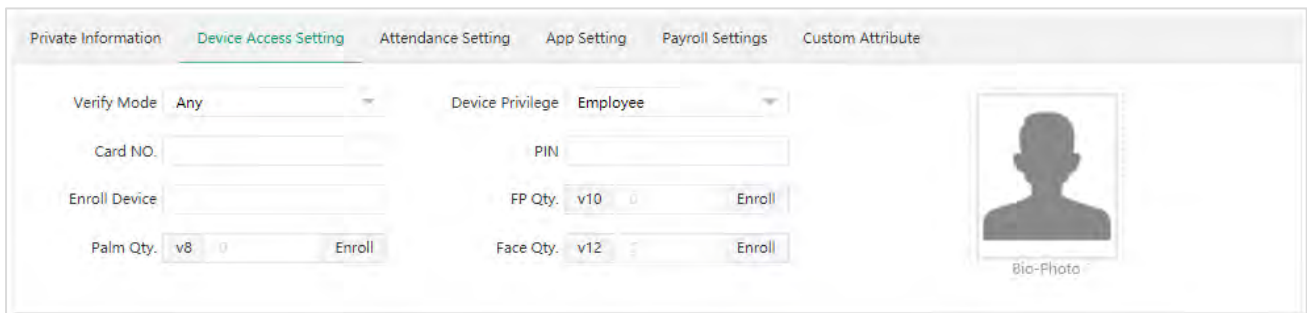 Private Information Device Access Setting Attendance Setting App Setting Payroll Settings Custom Attribute
Verify Mode Any Device Privilege Employee
Card NO. PIN
Enroll Device FP Qty. v10 0 Enroll
Palm Qty. v8 0 Enroll Face Qty. v12 Enroll
Bio-Photo